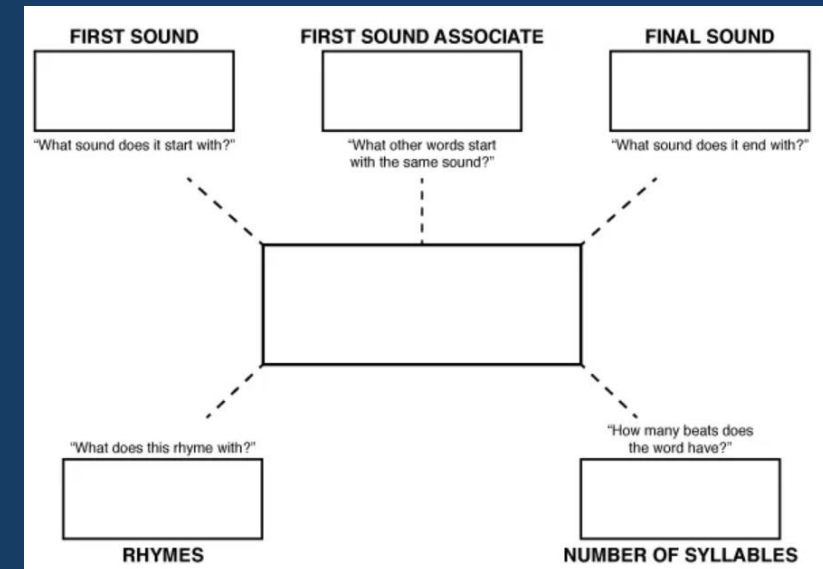 FIRST SOUND
FIRST SOUND ASSOCIATE
FINAL SOUND
“What sound does it start with?”
“What other words start
with the same sound?”
“What sound does it end with?”
“What does this rhyme with?”
“How many beats does
the word have?”
RHYMES
NUMBER OF SYLLABLES